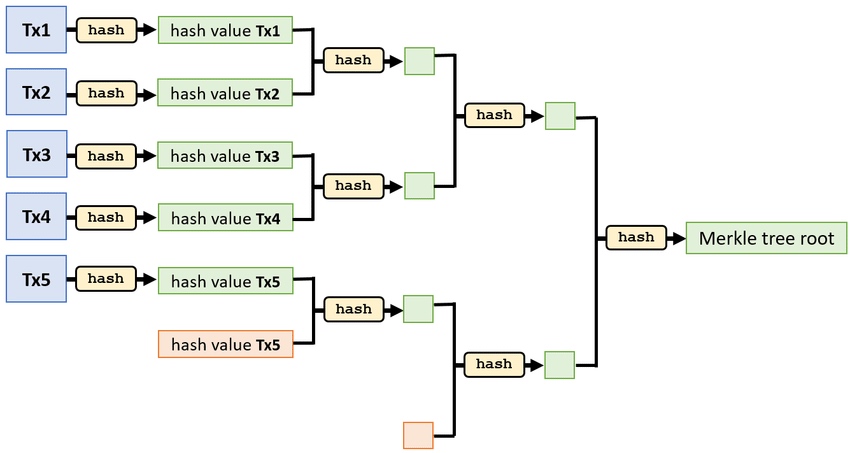 Tx1
hash
hash value Tx1
hash
Tx2
hash
hash value Tx2
hash
Tx3
hash
hash value Tx3
hash
Tx4
hash
hash value Tx4
hash
Merkle tree root
Tx5
hash
hash value Tx5
hash
hash value Tx5
hash